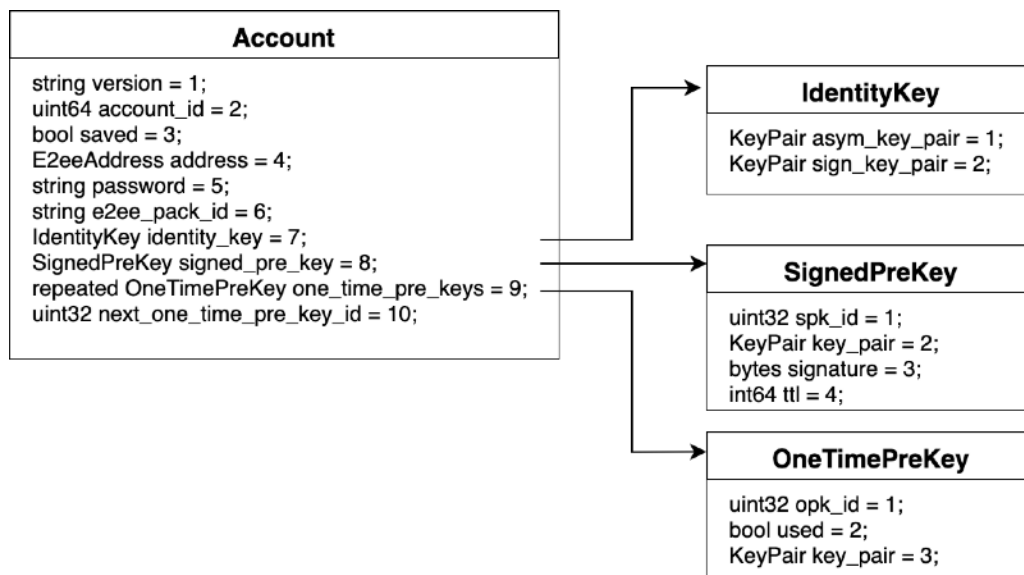 Account
string version = 1;
uint64 account_id = 2;
bool saved = 3;
E2eeAddress address = 4;
string password = 5;
string e2ee_pack_id = 6;
IdentityKey identity_key = 7;
SignedPreKey signed_pre_key = 8;
repeated OneTimePreKey one_time_pre_keys = 9;
uint32 next_one_time_pre_key_id = 10;
IdentityKey
KeyPair asym_key_pair = 1;
KeyPair sign_key_pair = 2;
SignedPreKey
uint32 spk_id = 1;
KeyPair key_pair = 2;
bytes signature = 3;
int64 ttl = 4;
OneTimePreKey
uint32 opk_id = 1;
bool used = 2;
KeyPair key_pair = 3;